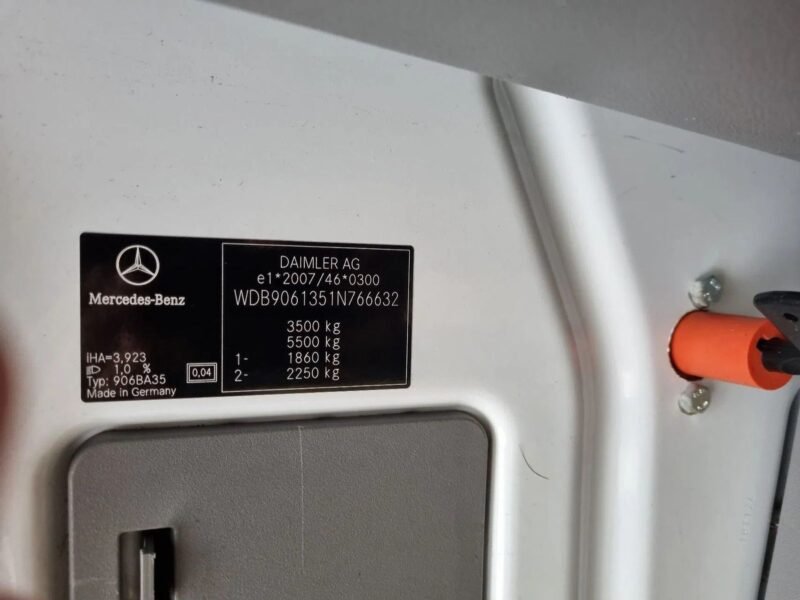 Mercedes-Benz
iHA=3,923
1,0 %
Typ: 906BA35
Made in Germany
0,04
DAIMLER AG
e1*2007/46*0300
WDB9061351N766632
3500 kg
5500 kg
1- 1860 kg
2- 2250 kg